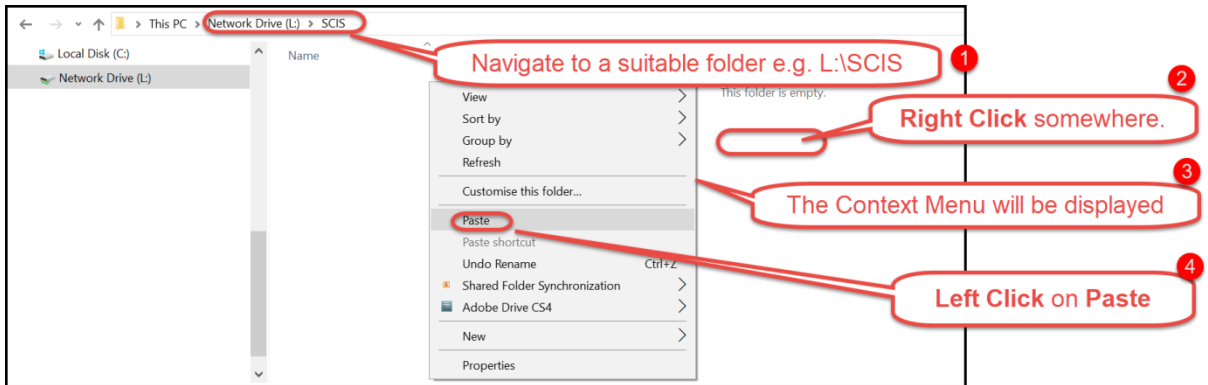 This PC > Network Drive (L:) > SCIS
Local Disk (C:)
Network Drive (L:)
Name
Navigate to a suitable folder e.g. L:\SCIS
1
This folder is empty.
2
Right Click somewhere.
View
Sort by
Group by
Refresh
Customise this folder...
3
The Context Menu will be displayed
Paste
Paste shortcut
Undo Rename Ctrl+Z
Shared Folder Synchronization
Adobe Drive CS4
New
Properties
4
Left Click on Paste